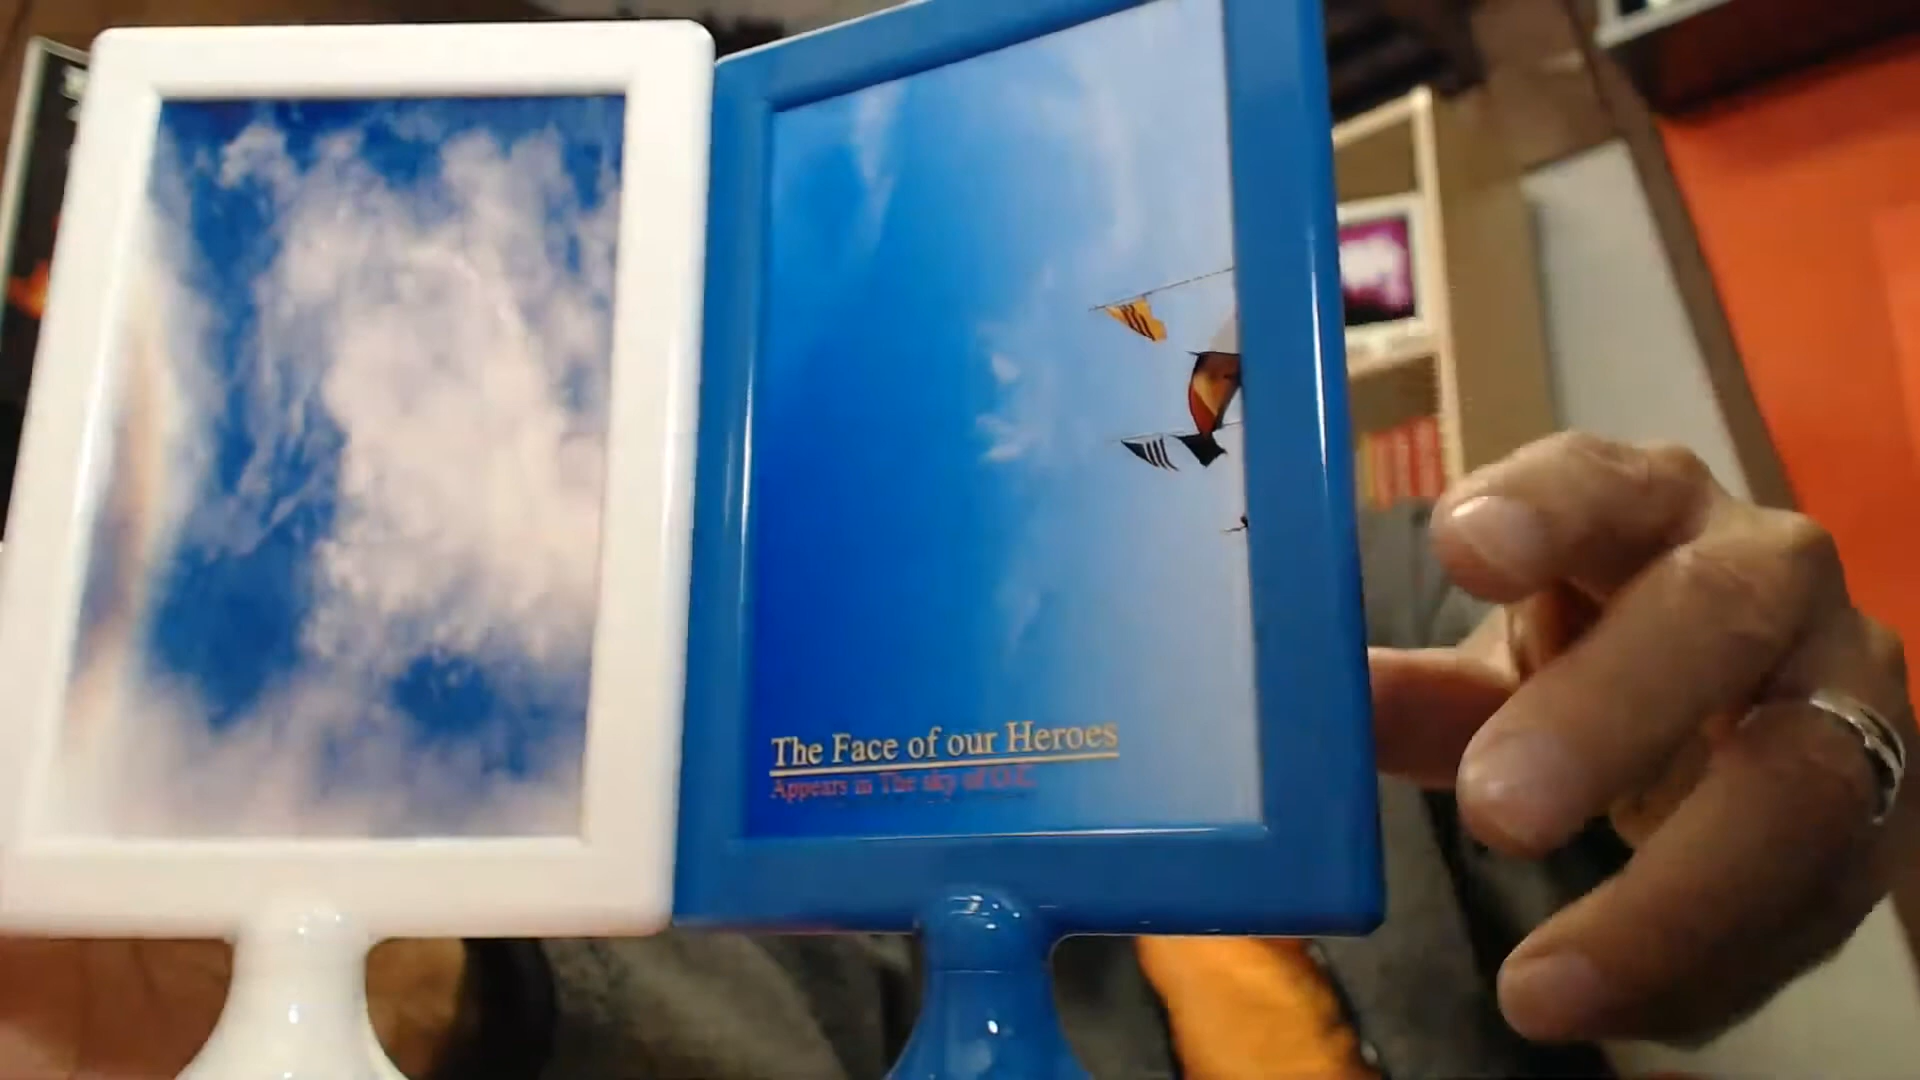 The Face of our Heroes
Appears in The sky of O.C.